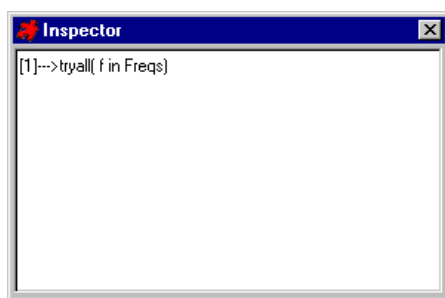 Inspector
[1]--->tryall( f in Freqs)